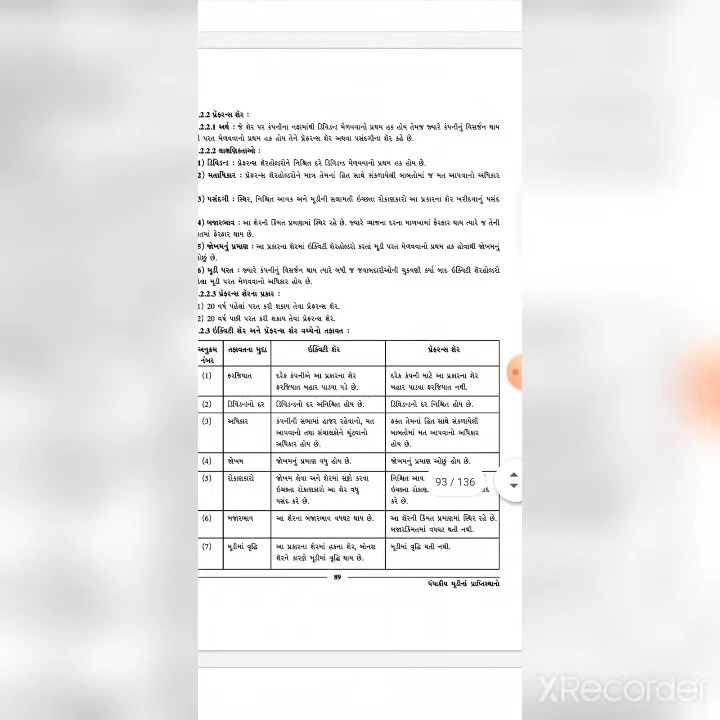 .2.2 પ્રૅફરન્સ શૅર :
.2.2.1 અર્થ : જે શૅર પર કંપનીના નફામાંથી ડિવિડન્ડ મેળવવાનો પ્રથમ હક હોય તેમજ જ્યારે કંપનીનું વિસર્જન થાય
પરત મેળવવાનો પ્રથમ હક હોય તેને પ્રૅફરન્સ શૅર અથવા પસંદગીના શૅર કહે છે.
.2.2.2 લાક્ષણિકતાઓ :
1) ડિવિડન્ડ : પ્રૅફરન્સ શૅરહોલ્ડરોને નિશ્ચિત દરે ડિવિડન્ડ મેળવવાનો પ્રથમ હક હોય છે.
2) મતાધિકાર : પ્રૅફરન્સ શૅરહોલ્ડરોને માત્ર તેમનાં હિત સાથે સંકળાયેલી બાબતોમાં જ મત આપવાનો અધિકાર
3) પસંદગી : સ્થિર, નિશ્ચિત આવક અને મૂડીની સલામતી ઇચ્છતા રોકાણકારો આ પ્રકારના શૅર ખરીદવાનું પસંદ
4) બજારભાવ : આ શૅરની કિંમત પ્રમાણમાં સ્થિર રહે છે. જ્યારે વ્યાજના દરના માળખામાં ફેરફાર થાય ત્યારે જ તેની
તમાં ફેરફાર થાય છે.
5) જોખમનું પ્રમાણ : આ પ્રકારના શૅરમાં ઇક્વિટી શૅરહોલ્ડરો કરતાં મૂડી પરત મેળવવાનો પ્રથમ હક હોવાથી જોખમનું
ઓછું છે.
6) મૂડી પરત : જ્યારે કંપનીનું વિસર્જન થાય ત્યારે બધી જ જવાબદારીઓની ચુકવણી કર્યા બાદ ઇક્વિટી શૅરહોલ્ડરો
લા મૂડી પરત મેળવવાનો અધિકાર હોય છે.
.2.2.3 પ્રૅફરન્સ શૅરના પ્રકાર :
1) 20 વર્ષ પહેલાં પરત કરી શકાય તેવા પ્રૅફરન્સ શૅર.
2) 20 વર્ષ પછી પરત કરી શકાય તેવા પ્રૅફરન્સ શૅર.
.2.3 ઇક્વિટી શૅર અને પ્રૅફરન્સ શૅર વચ્ચેનો તફાવત :
અનુક્રમ નંબર તફાવતના મુદ્દા ઇક્વિટી શૅર પ્રૅફરન્સ શૅર
(1) ફરજિયાત દરેક કંપનીએ આ પ્રકારના શૅર દરેક કંપની માટે આ પ્રકારના શૅર
ફરજિયાત બહાર પાડવા પડે છે. બહાર પાડવા ફરજિયાત નથી.
(2) ડિવિડન્ડનો દર ડિવિડન્ડનો દર અનિશ્ચિત હોય છે. ડિવિડન્ડનો દર નિશ્ચિત હોય છે.
(3) અધિકાર કંપનીની સભામાં હાજર રહેવાનો, મત ફક્ત તેમનાં હિત સાથે સંકળાયેલી
આપવાનો તથા સંચાલકોને ચૂંટવાનો બાબતોમાં મત આપવાનો અધિકાર
અધિકાર હોય છે. હોય છે.
(4) જોખમ જોખમનું પ્રમાણ વધુ હોય છે. જોખમનું પ્રમાણ ઓછું હોય છે.
(5) રોકાણકારો જોખમ લેવા અને શૅરમાં સટ્ટો કરવા નિશ્ચિત આવ
ઇચ્છતા રોકાણકારો આ શૅર વધુ ઇચ્છતા રોકાણ
પસંદ કરે છે. કરે છે.
93 / 136
(6) બજારભાવ આ શૅરના બજારભાવ વધઘટ થાય છે. આ શૅરની કિંમત પ્રમાણમાં સ્થિર રહે છે.
બજારકિંમતમાં વધઘટ થતી નથી.
(7) મૂડીમાં વૃદ્ધિ આ પ્રકારના શૅરમાં હકના શૅર, બોનસ મૂડીમાં વૃદ્ધિ થતી નથી.
શૅરને કારણે મૂડીમાં વૃદ્ધિ થાય છે.
89
ધંધાકીય મૂડીનાં પ્રાપ્તિસ્થાનો
XRecorder